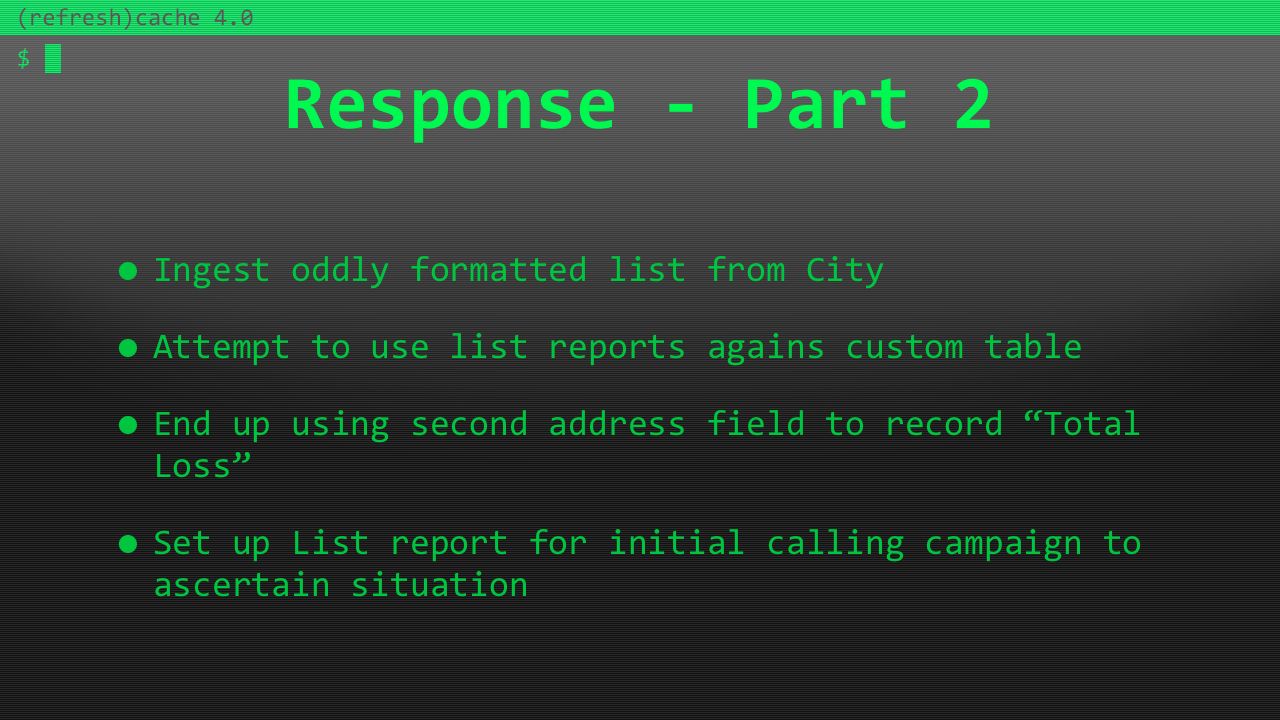 (refresh)cache 4.0
$
Response - Part 2
● Ingest oddly formatted list from City
● Attempt to use list reports agains custom table
● End up using second address field to record “Total
Loss”
● Set up List report for initial calling campaign to
ascertain situation